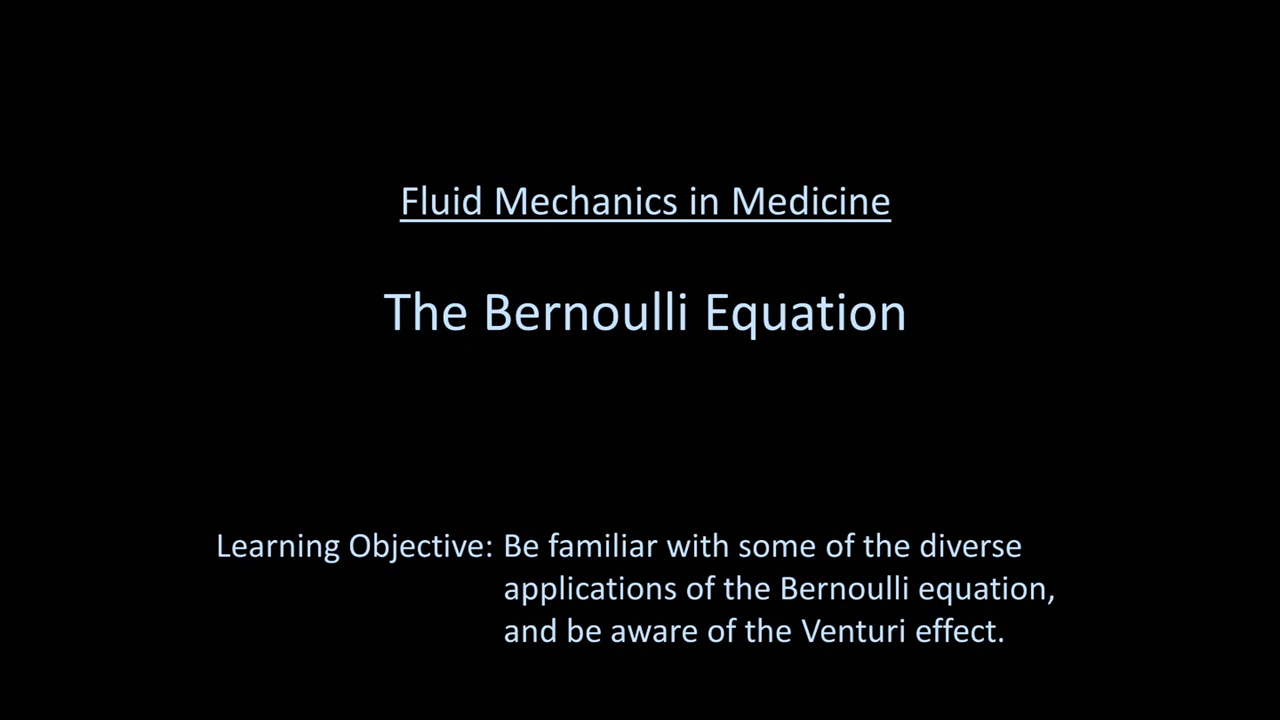 Fluid Mechanics in Medicine
The Bernoulli Equation
Learning Objective: Be familiar with some of the diverse
applications of the Bernoulli equation,
and be aware of the Venturi effect.